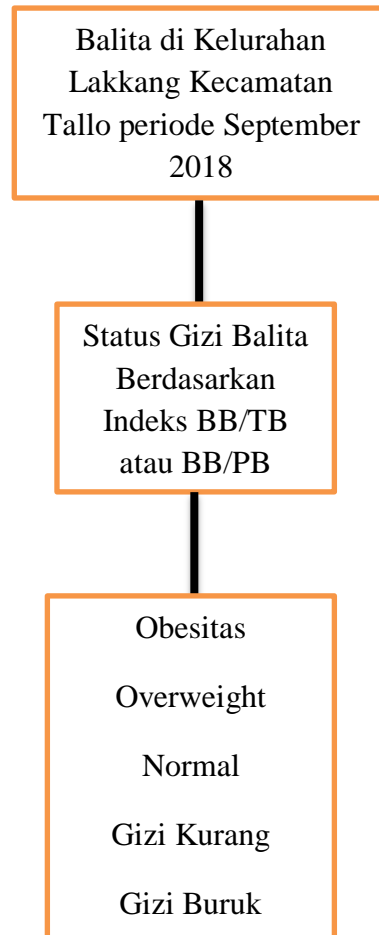 Balita di Kelurahan
Lakkang Kecamatan
Tallo periode September
2018
Status Gizi Balita
Berdasarkan
Indeks BB/TB
atau BB/PB
Obesitas
Overweight
Normal
Gizi Kurang
Gizi Buruk